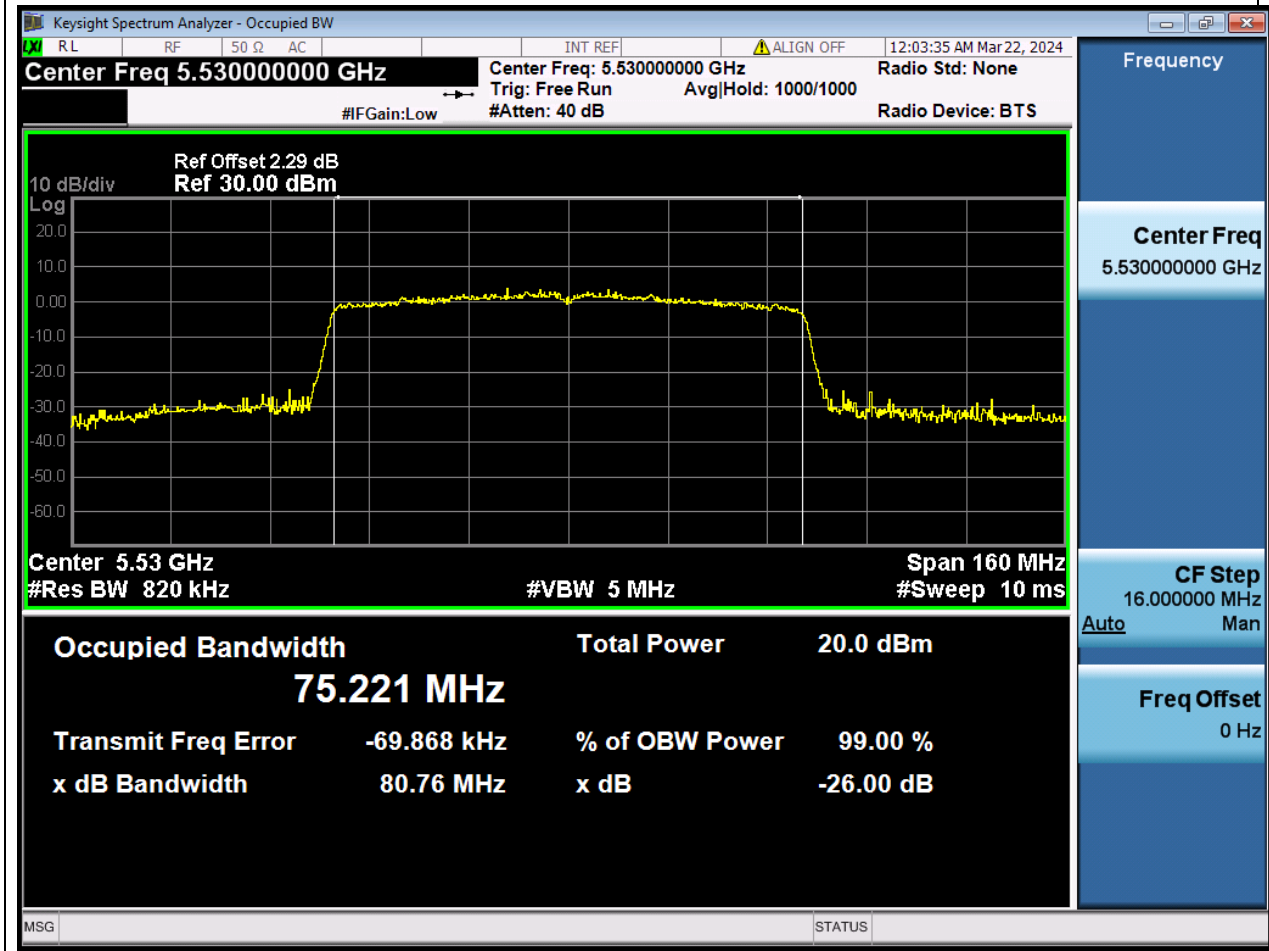 Keysight Spectrum Analyzer - Occupied BW
LXI RL RF 50 Ω AC INT REF ALIGN OFF 12:03:35 AM Mar 22, 2024
Center Freq 5.530000000 GHz
Center Freq: 5.530000000 GHz Radio Std: None
Trig: Free Run Avg|Hold: 1000/1000
#IFGain:Low #Atten: 40 dB Radio Device: BTS
Ref Offset 2.29 dB
10 dB/div Ref 30.00 dBm
Log
20.0
10.0
0.00
-10.0
-20.0
-30.0
-40.0
-50.0
-60.0
Center 5.53 GHz Span 160 MHz
#Res BW 820 kHz #VBW 5 MHz #Sweep 10 ms
Occupied Bandwidth Total Power 20.0 dBm
75.221 MHz
Transmit Freq Error -69.868 kHz % of OBW Power 99.00 %
x dB Bandwidth 80.76 MHz x dB -26.00 dB
Frequency
Center Freq
5.530000000 GHz
CF Step
16.000000 MHz
Auto Man
Freq Offset
0 Hz
MSG STATUS